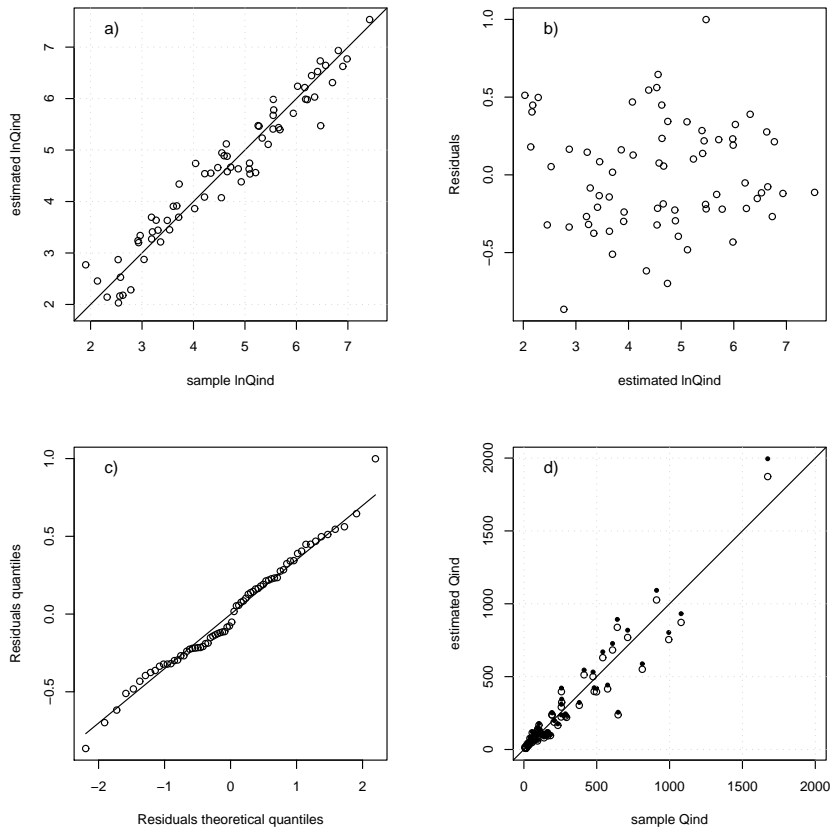 a)
7
6
5
4
3
2
estimated lnQind
2 3 4 5 6 7
sample lnQind
b)
1.0
0.5
0.0
−0.5
Residuals
2 3 4 5 6 7
estimated lnQind
c)
1.0
0.5
0.0
−0.5
Residuals quantiles
−2 −1 0 1 2
Residuals theoretical quantiles
d)
2000
1500
1000
500
0
estimated Qind
0 500 1000 1500 2000
sample Qind